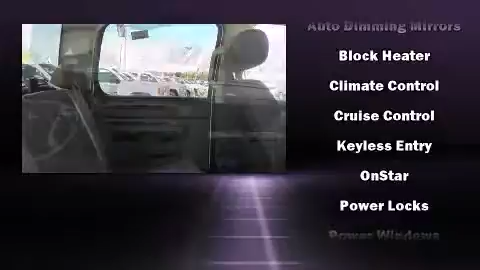 Auto Dimming Mirrors
Block Heater
Climate Control
Cruise Control
Keyless Entry
OnStar
Power Locks
Power Windows